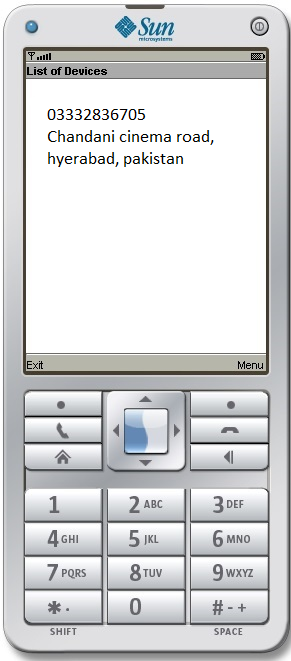 Sun
microsystems
List of Devices
03332836705
Chandani cinema road,
hyerabad, pakistan
Exit Menu
1 2 ABC 3 DEF
4 GHI 5 JKL 6 MNO
7 PQRS 8 TUV 9 WXYZ
* . 0 # - +
SHIFT SPACE